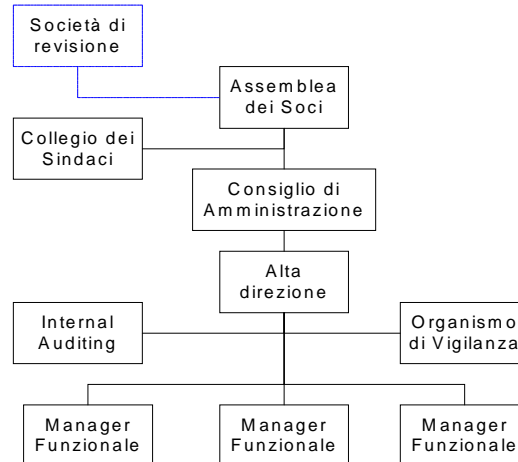 Società di
revisione
Assemblea
dei Soci
Collegio dei
Sindaci
Consiglio di
Amministrazione
Alta
direzione
Internal
Auditing
Organismo
di Vigilanza
Manager
Funzionale
Manager
Funzionale
Manager
Funzionale